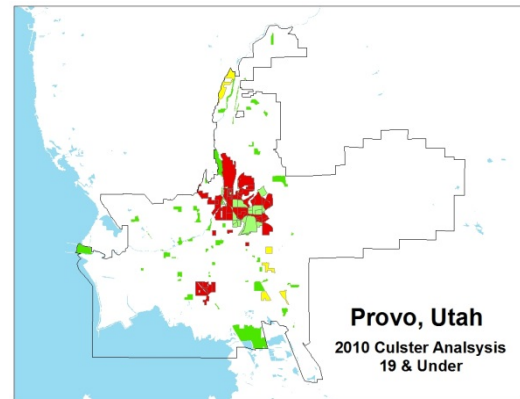 Provo, Utah
2010 Culster Analsysis
19 & Under